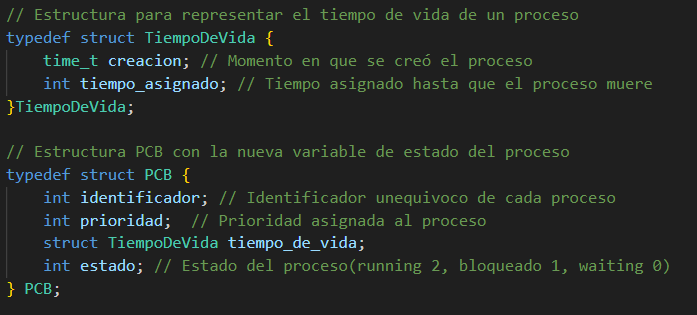 // Estructura para representar el tiempo de vida de un proceso
typedef struct TiempoDeVida {
    time_t creacion; // Momento en que se creó el proceso
    int tiempo_asignado; // Tiempo asignado hasta que el proceso muere
}TiempoDeVida;

// Estructura PCB con la nueva variable de estado del proceso
typedef struct PCB {
    int identificador; // Identificador unequivoco de cada proceso
    int prioridad;  // Prioridad asignada al proceso
    struct TiempoDeVida tiempo_de_vida;
    int estado; // Estado del proceso(running 2, bloqueado 1, waiting 0)
} PCB;